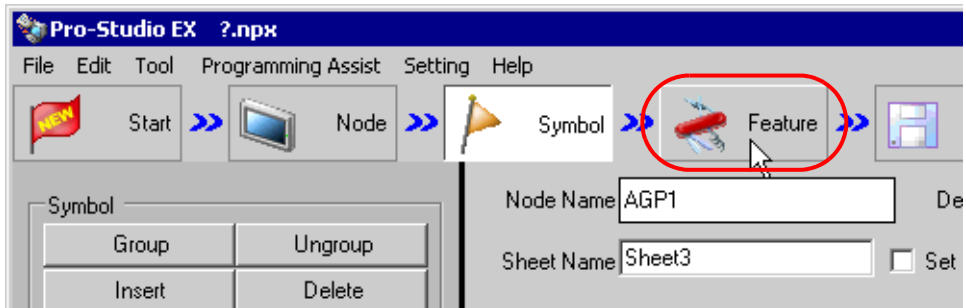 Pro-Studio EX ?.npx
File Edit Tool Programming Assist Setting Help
NEW Start Node Symbol Feature
Symbol
Node Name AGP1 De
Group Ungroup
Sheet Name Sheet3 Set
Insert Delete